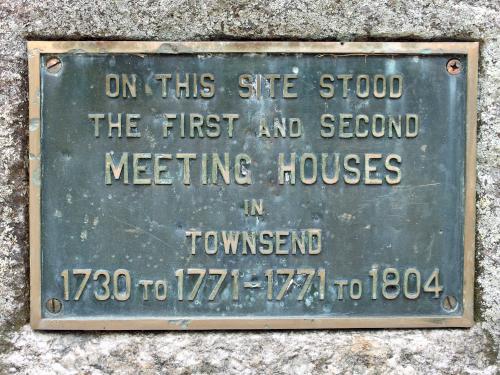 ON THIS SITE STOOD
THE FIRST AND SECOND
MEETING HOUSES
IN
TOWNSEND
1730 TO 1771-1771 TO 1804